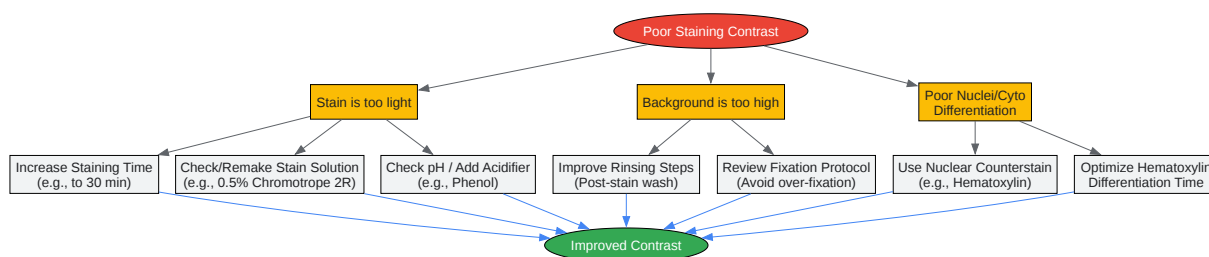 Poor Staining Contrast
Stain is too light
Background is too high
Poor Nuclei/Cyto
Differentiation
Increase Staining Time
(e.g., to 30 min)
Check/Remake Stain Solution
(e.g., 0.5% Chromotrope 2R)
Check pH / Add Acidifier
(e.g., Phenol)
Improve Rinsing Steps
(Post-stain wash)
Review Fixation Protocol
(Avoid over-fixation)
Use Nuclear Counterstain
(e.g., Hematoxylin)
Optimize Hematoxylin
Differentiation Time
Improved Contrast